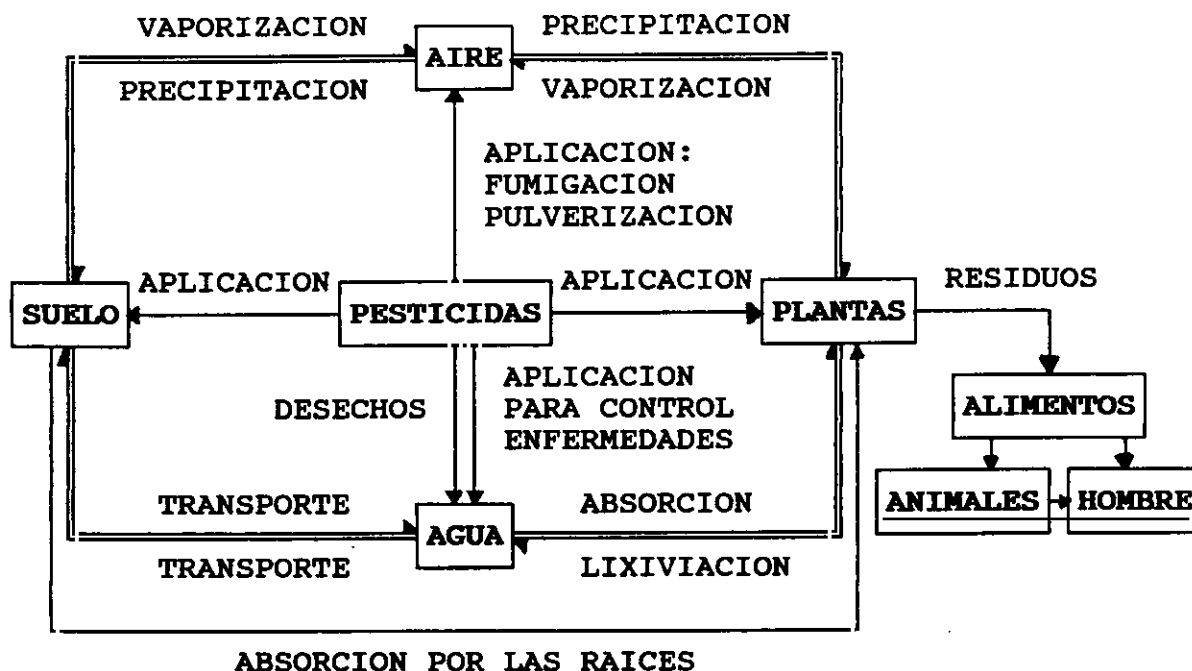 VAPORIZACION
PRECIPITACION
AIRE
PRECIPITACION
VAPORIZACION
APLICACION:
FUMIGACION
PULVERIZACION
APLICACION
APLICACION
RESIDUOS
SUELO
PESTICIDAS
PLANTAS
DESECHOS
APLICACION
PARA CONTROL
ENFERMEDADES
ALIMENTOS
ANIMALES
HOMBRE
TRANSPORTE
ABSORCION
AGUA
TRANSPORTE
LIXIVIACION
ABSORCION POR LAS RAICES